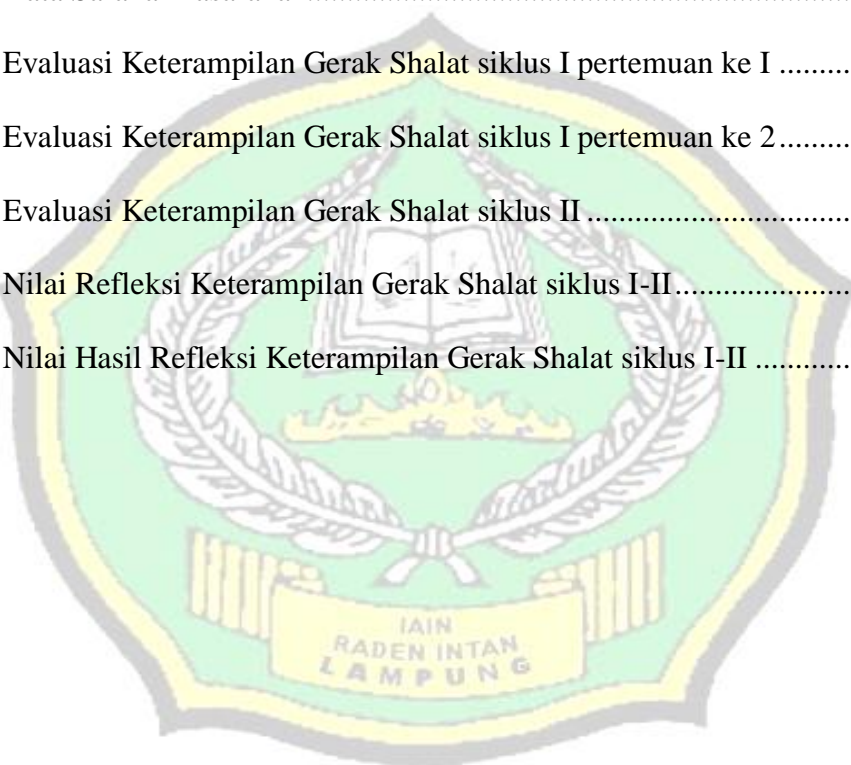 Evaluasi Keterampilan Gerak Shalat siklus I pertemuan ke I .........
Evaluasi Keterampilan Gerak Shalat siklus I pertemuan ke 2.........
Evaluasi Keterampilan Gerak Shalat siklus II .................................
Nilai Refleksi Keterampilan Gerak Shalat siklus I-II......................
Nilai Hasil Refleksi Keterampilan Gerak Shalat siklus I-II ............
IAIN
RADEN INTAN
LAMPUNG